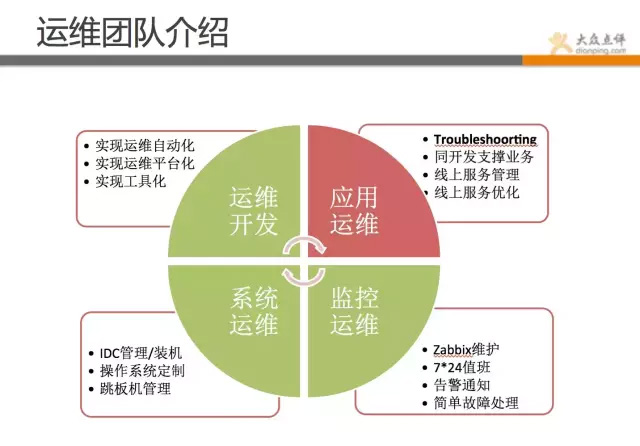 运维团队介绍
大众点评
dianping.com
• 实现运维自动化
• 实现运维平台化
• 实现工具化
运维
开发
应用
运维
• Troubleshoorting
• 同开发支撑业务
• 线上服务管理
• 线上服务优化
系统
运维
监控
运维
• IDC管理/装机
• 操作系统定制
• 跳板机管理
• Zabbix维护
• 7*24值班
• 告警通知
• 简单故障处理